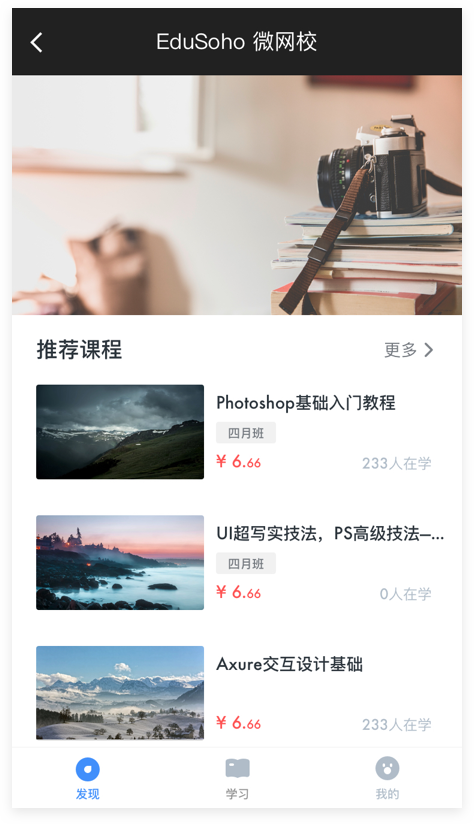 EduSoho 微网校
推荐课程
更多
Photoshop基础入门教程
四月班
¥ 6.66
233人在学
UI超写实技法，PS高级技法—...
四月班
¥ 6.66
0人在学
Axure交互设计基础
¥ 6.66
233人在学
发现
学习
我的